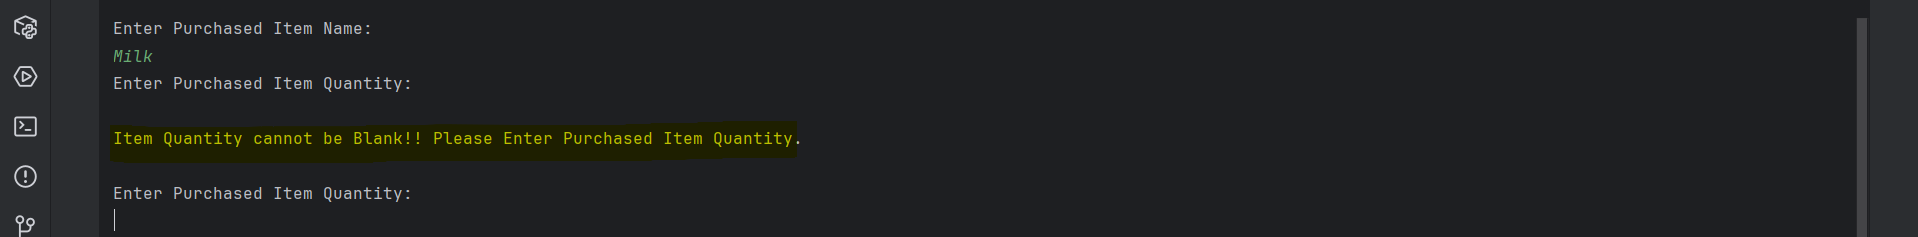 Enter Purchased Item Name:
Milk
Enter Purchased Item Quantity:
Item Quantity cannot be Blank!! Please Enter Purchased Item Quantity.
Enter Purchased Item Quantity: